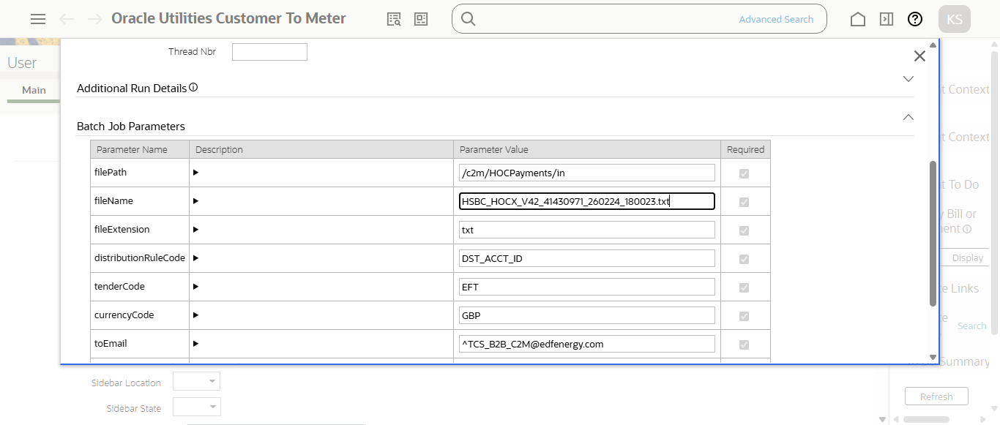 Oracle Utilities Customer To Meter
Advanced Search
KS
User
Main
Thread Nbr
Additional Run Details
Batch Job Parameters
Parameter Name Description Parameter Value Required
filePath /c2m/HOCPayments/in
fileName HSBC_HOCX_V42_41430971_260224_180023.txt
fileExtension txt
distributionRuleCode DST_ACCT_ID
tenderCode EFT
currencyCode GBP
toEmail ^TCS_B2B_C2M@edfenergy.com
t Context
t Context
t To Do
y Bill or
Display
Links
Search
Summary
Refresh
Sidebar Location
Sidebar State